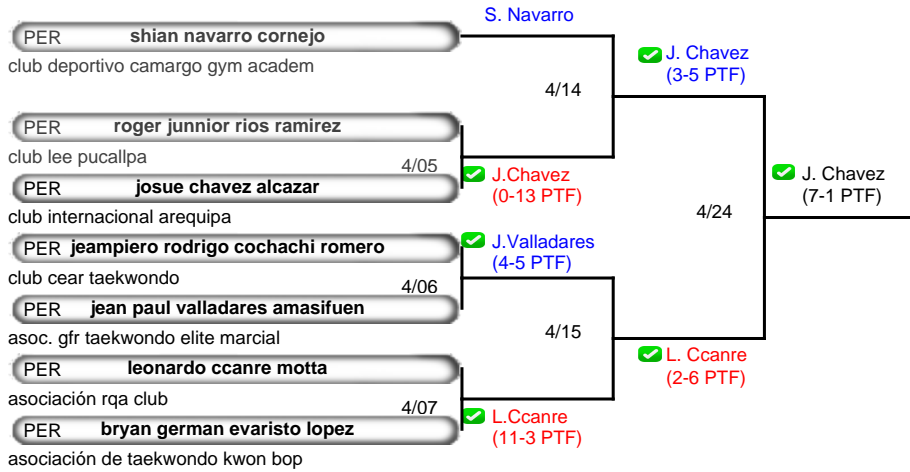 S. Navarro
PER shian navarro cornejo
club deportivo camargo gym academ
J. Chavez
(3-5 PTF)
4/14
PER roger junnior rios ramirez
club lee pucallpa
4/05
J.Chavez
(0-13 PTF)
PER josue chavez alcazar
club internacional arequipa
J. Chavez
(7-1 PTF)
4/24
PER jeampiero rodrigo cochachi romero
J.Valladares
(4-5 PTF)
club cear taekwondo
4/06
PER jean paul valladares amasifuen
asoc. gfr taekwondo elite marcial
4/15
PER leonardo ccanre motta
L. Ccanre
(2-6 PTF)
asociación rqa club
4/07
L.Ccanre
(11-3 PTF)
PER bryan german evaristo lopez
asociación de taekwondo kwon bop